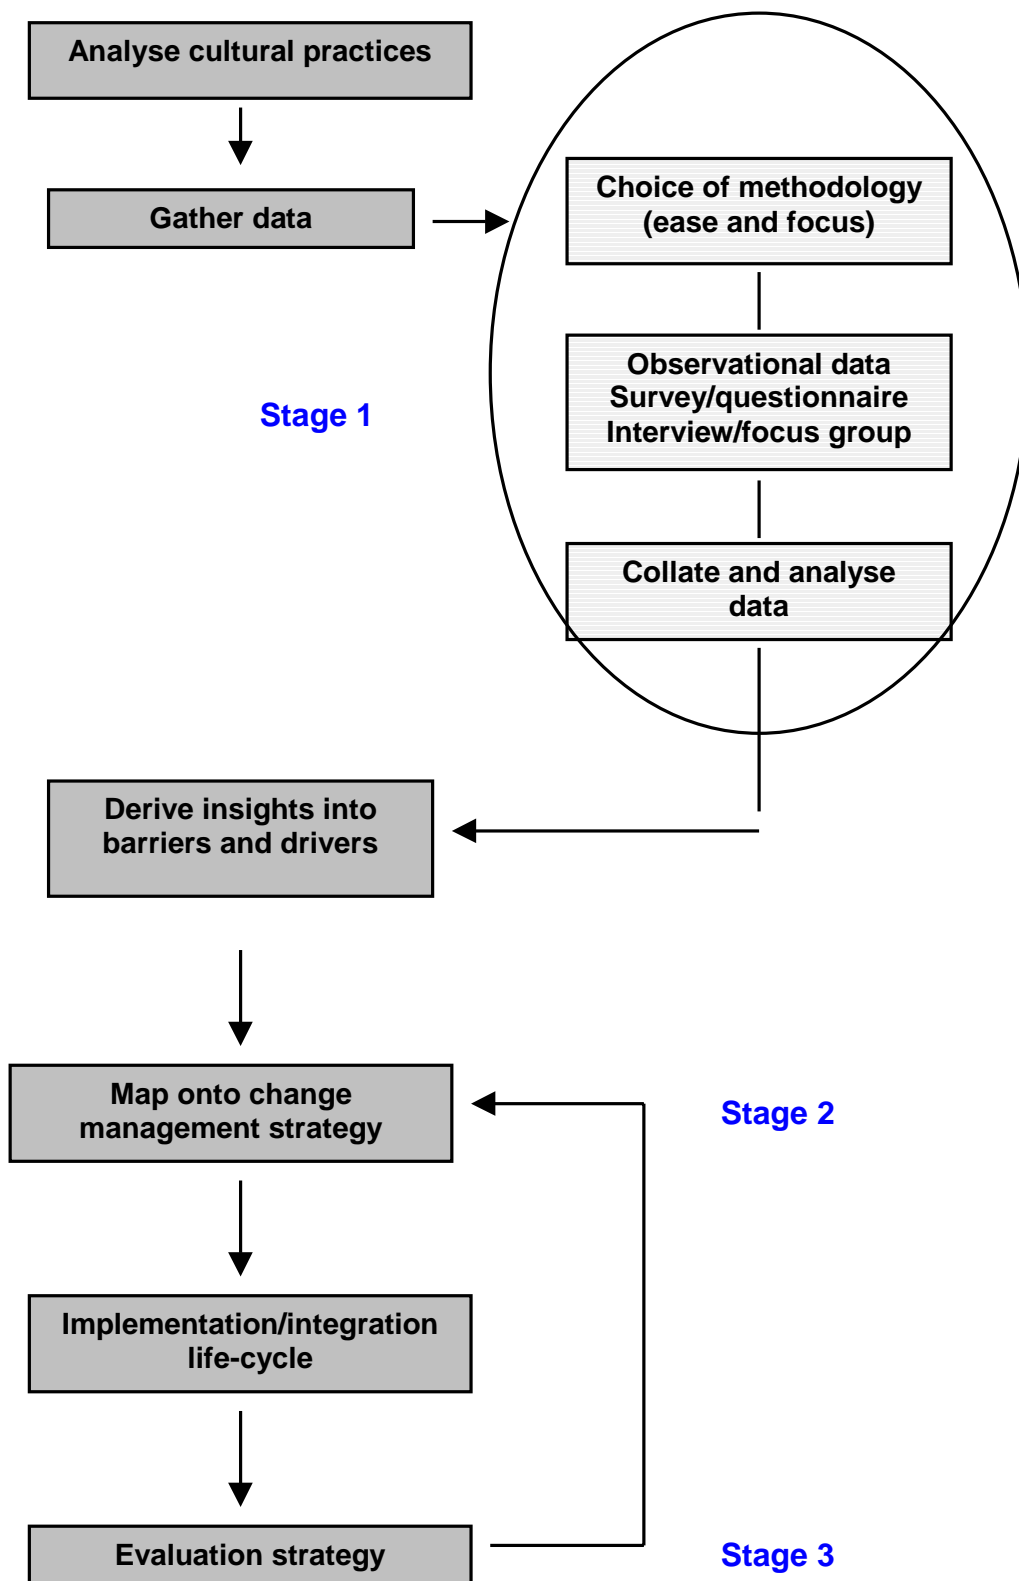 Analyse cultural practices
Gather data
Choice of methodology
(ease and focus)
Observational data
Survey/questionnaire
Interview/focus group
Stage 1
Collate and analyse
data
Derive insights into
barriers and drivers
Map onto change
management strategy
Stage 2
Implementation/integration
life-cycle
Evaluation strategy
Stage 3